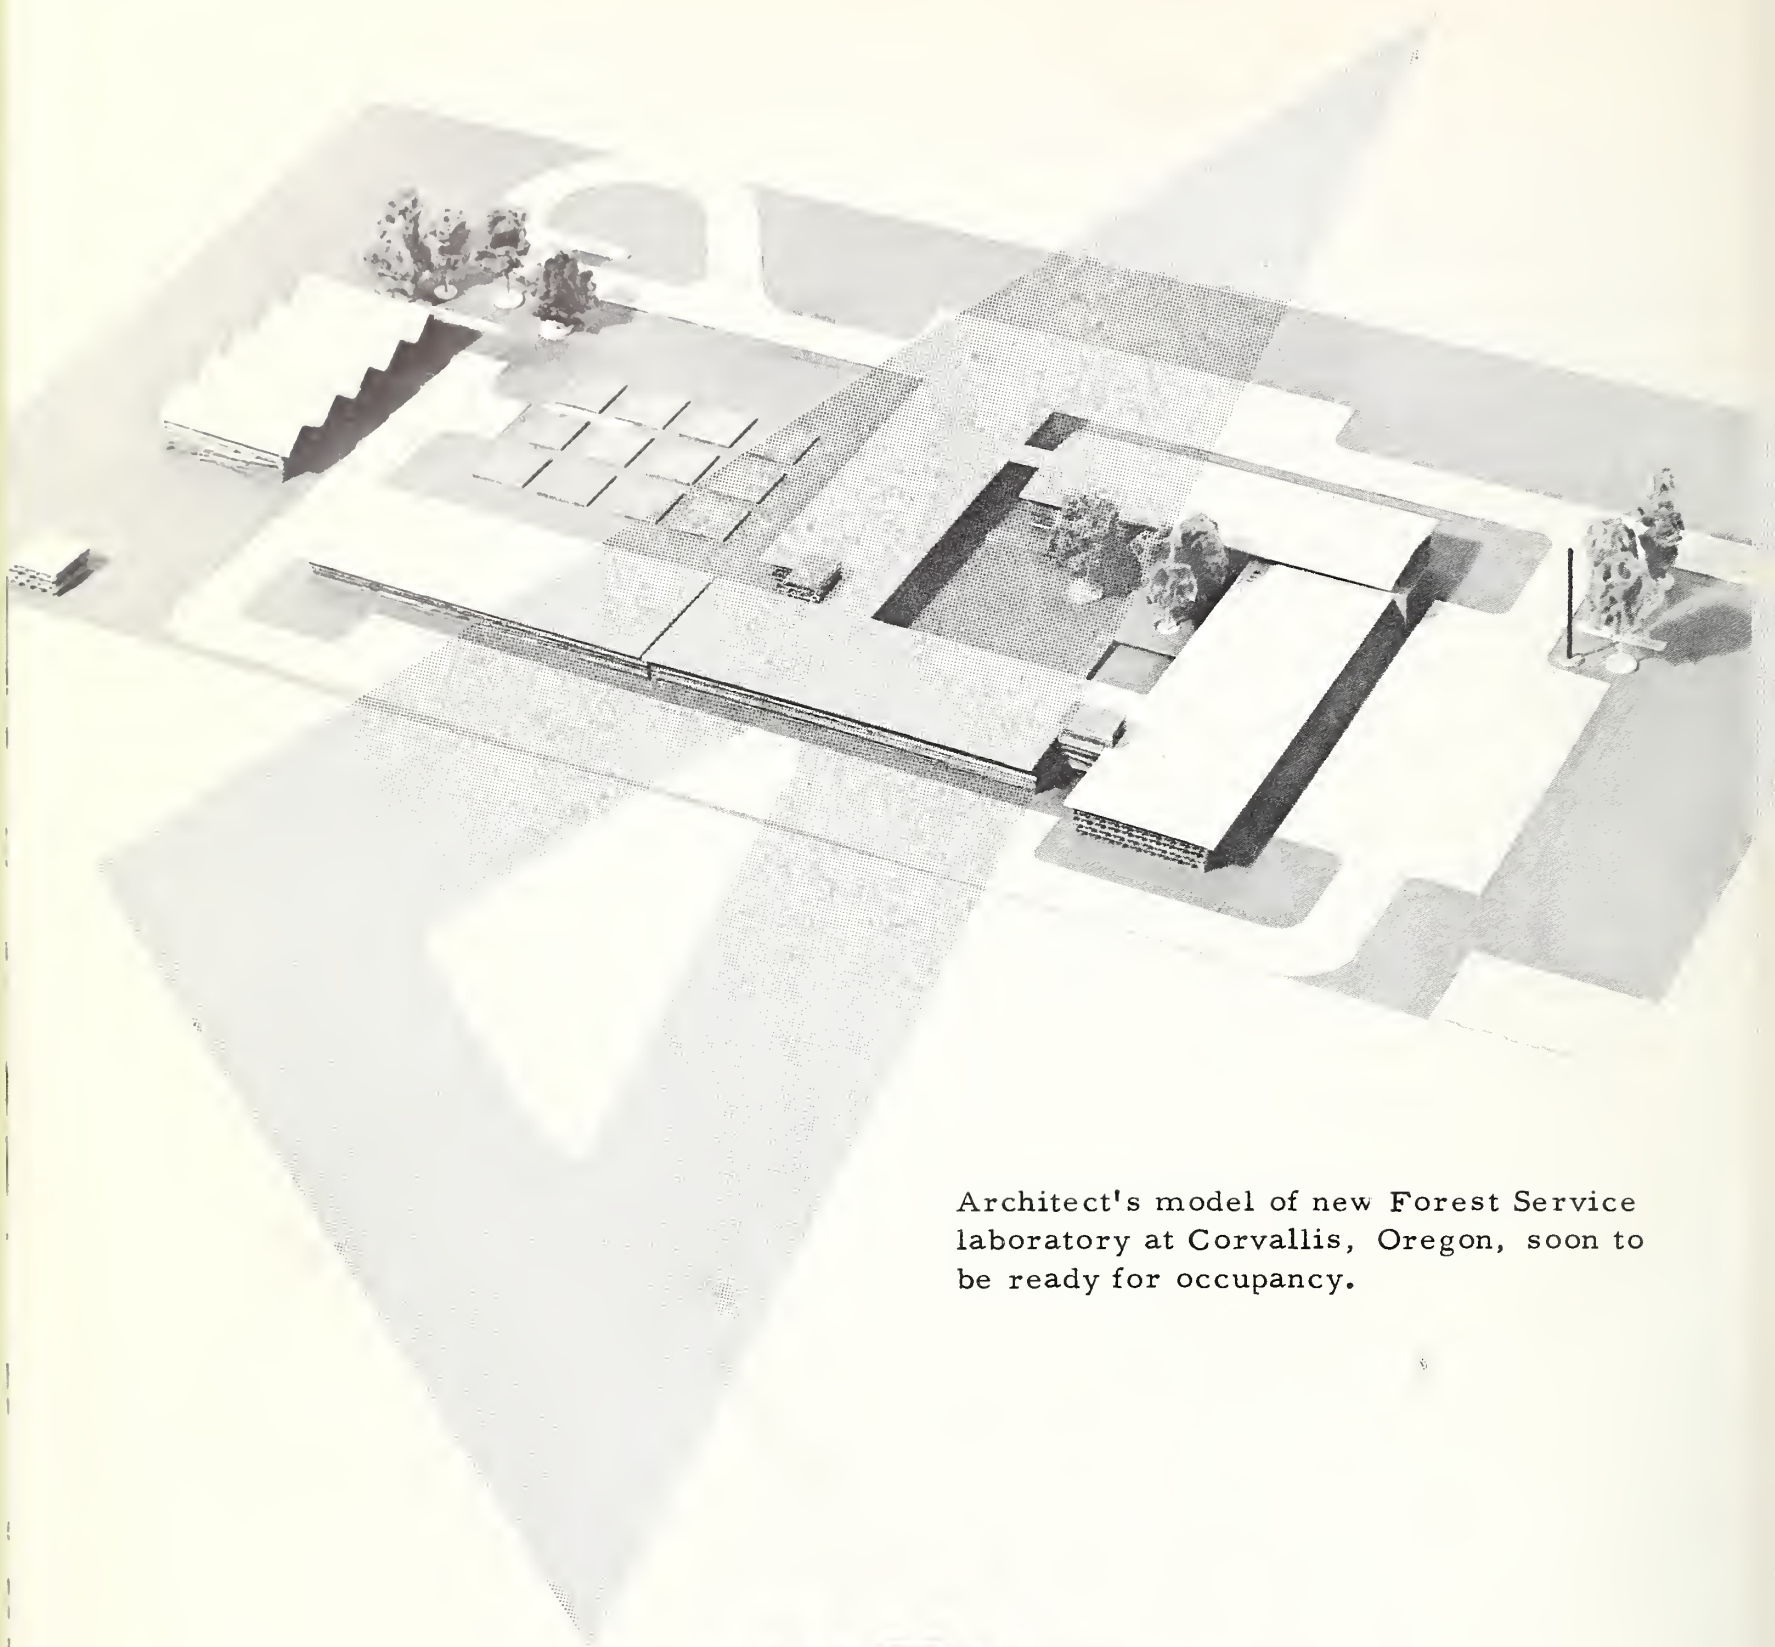 Architect's model of new Forest Service
laboratory at Corvallis, Oregon, soon to
be ready for occupancy.